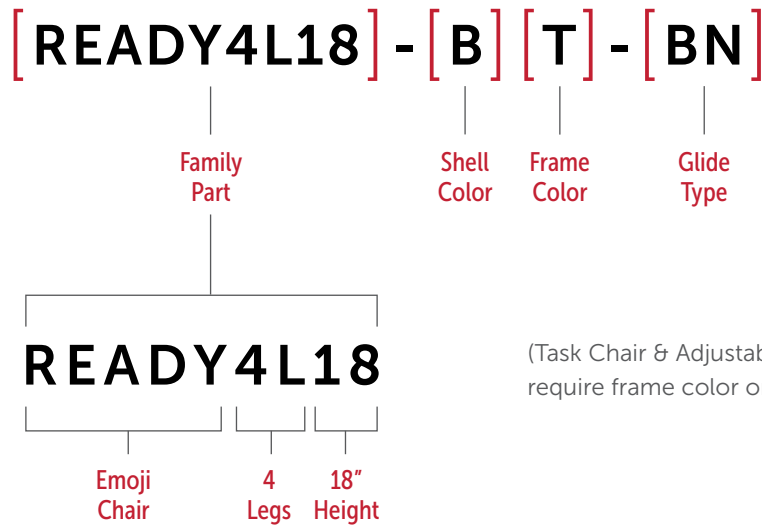 [READY4L18] - [B] [T] - [BN]
Family Part
Shell Color
Frame Color
Glide Type
READY4L18
(Task Chair &
require frame color
Emoji Chair
4 Legs
18” Height